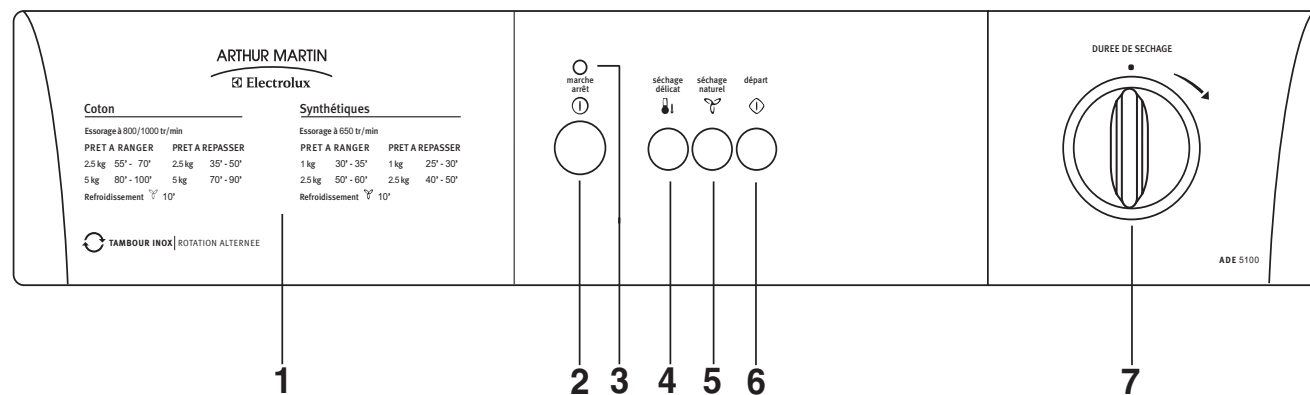 ARTHUR MARTIN
Electrolux
Coton
Essorage à 800/1000 tr/min
PRET A RANGER PRET A REPASSER
2.5 kg 55' - 70' 2.5 kg 35' - 50'
5 kg 80' - 100' 5 kg 70' - 90'
Refroidissement 10'
Synthétiques
Essorage à 650 tr/min
PRET A RANGER PRET A REPASSER
1 kg 30' - 35' 1 kg 25' - 30'
2.5 kg 50' - 60' 2.5 kg 40' - 50'
Refroidissement 10'
TAMBOUR INOX ROTATION ALTERNEE
marche
arrêt
séchage
délicat
séchage
naturel
départ
DUREE DE SECHAGE
ADE 5100
1 2 3 4 5 6 7